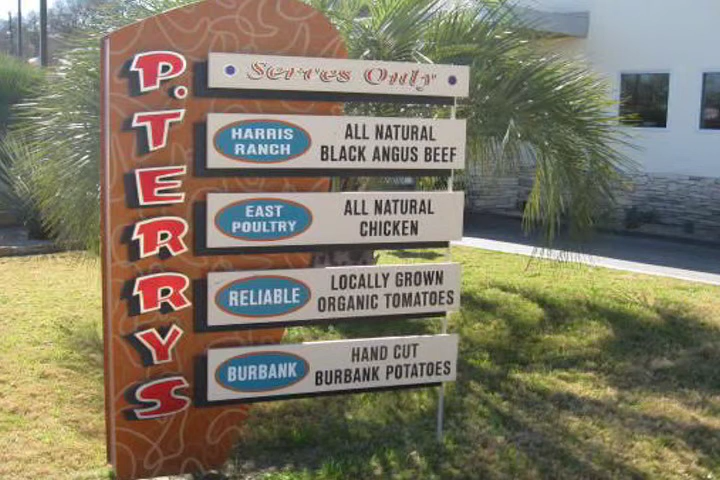 P. TERRYS
Serves Only
HARRIS
RANCH
ALL NATURAL
BLACK ANGUS BEEF
EAST
POULTRY
ALL NATURAL
CHICKEN
RELIABLE
LOCALLY GROWN
ORGANIC TOMATOES
BURBANK
HAND CUT
BURBANK POTATOES